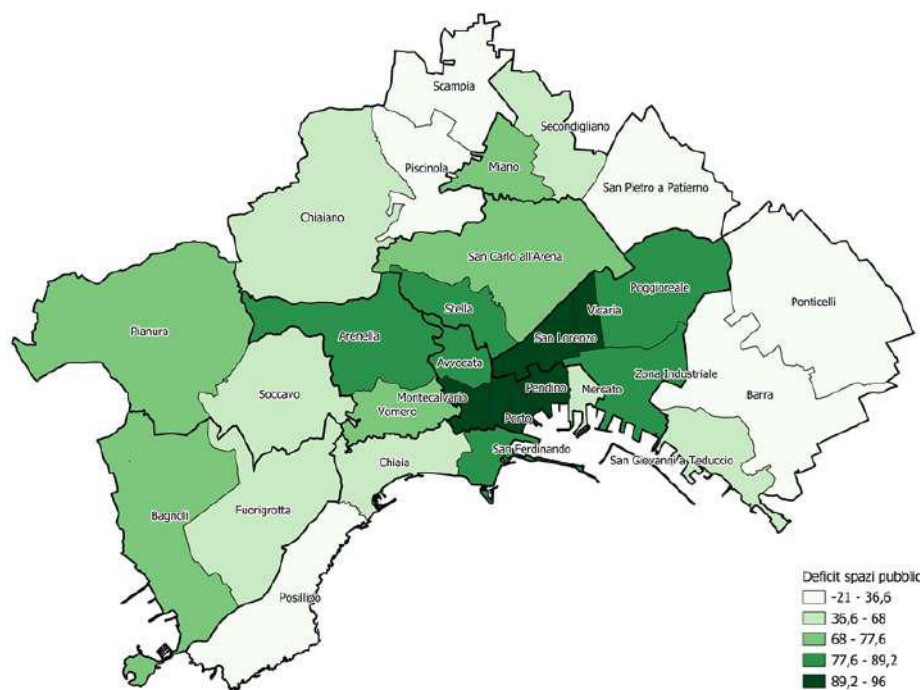 Scampia
Secondigliano
Piscinola
Miano
San Pietro a Patierno
Chiaiano
San Carlo all'Arena
Poggioreale
Ponticelli
Vicaria
Stella
Pianura
Arenella
San Lorenzo
Avvocata
Zona Industriale
Soccavo
Pendino
Mercato
Barra
Montecalvario
Vomero
Porto
San Ferdinando
Chiaia
San Giovanni a Teduccio
Bagnoli
Fuorigrotta
Posillipo
Deficit spazi pubblic
-21 - 36,6
36,6 - 68
68 - 77,6
77,6 - 89,2
89,2 - 96